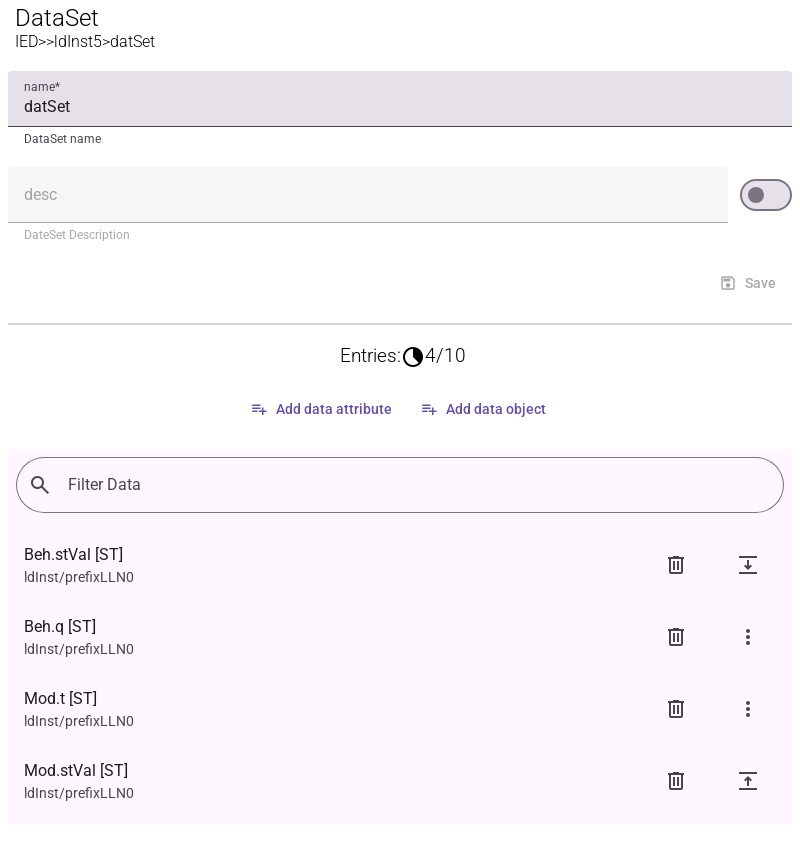 DataSet
IED>>ldInst5>datSet
name*
datSet
DataSet name
desc
DateSet Description
Save
Entries: 4/10
Add data attribute
Add data object
Filter Data
Beh.stVal [ST]
ldInst/prefixLLN0
Beh.q [ST]
ldInst/prefixLLN0
Mod.t [ST]
ldInst/prefixLLN0
Mod.stVal [ST]
ldInst/prefixLLN0